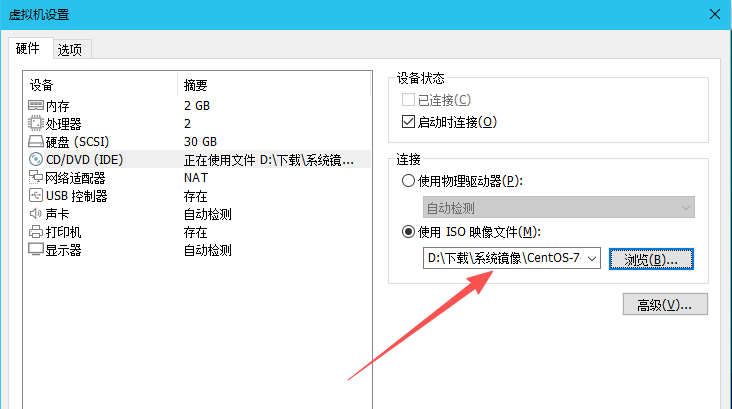 虚拟机设置
硬件 选项
设备 摘要
内存 2 GB
处理器 2
硬盘 (SCSI) 30 GB
CD/DVD (IDE) 正在使用文件 D:\下载\系统镜...
网络适配器 NAT
USB 控制器 存在
声卡 自动检测
打印机 存在
显示器 自动检测
设备状态
已连接(C)
启动时连接(O)
连接
使用物理驱动器(P):
自动检测
使用 ISO 映像文件(M):
D:\下载\系统镜像\CentOS-7-
浏览(B)...
高级(V)...